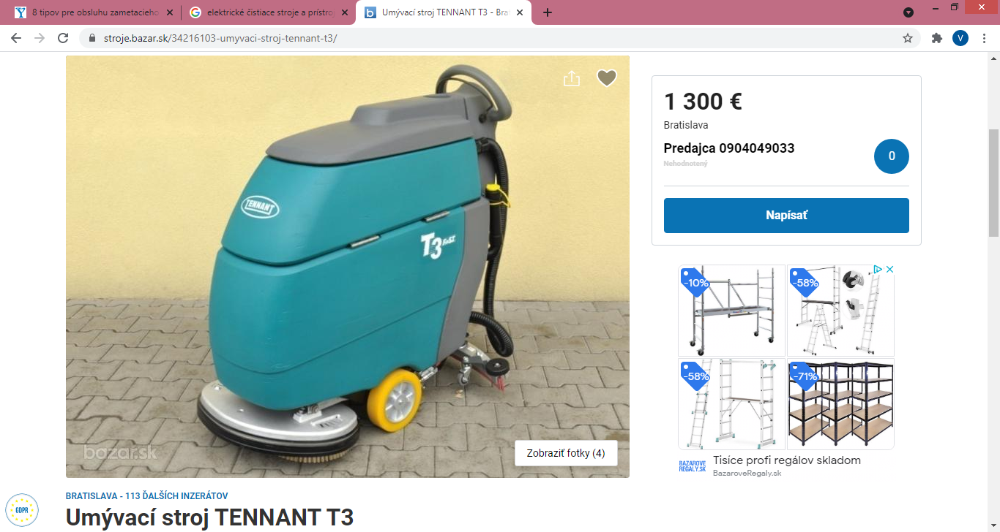 8 tipov pre obsluhu zametacieho
elektrické čistiace stroje a prístroj
Umývací stroj TENNANT T3 - Brat
stroje.bazar.sk/34216103-umyvaci-stroj-tennant-t3/
V
TENNANT
T3 FaST
bazar.sk
Zobraziť fotky (4)
1 300 €
Bratislava
Predajca 0904049033
Nehodnotený
0
Napísať
-10%
-58%
-58%
-71%
BAZAROVE
REGALY.SK
Tisíce profi regálov skladom
BazaroveRegaly.sk
BRATISLAVA - 113 ĎALŠÍCH INZERÁTOV
GDPR
Umývací stroj TENNANT T3